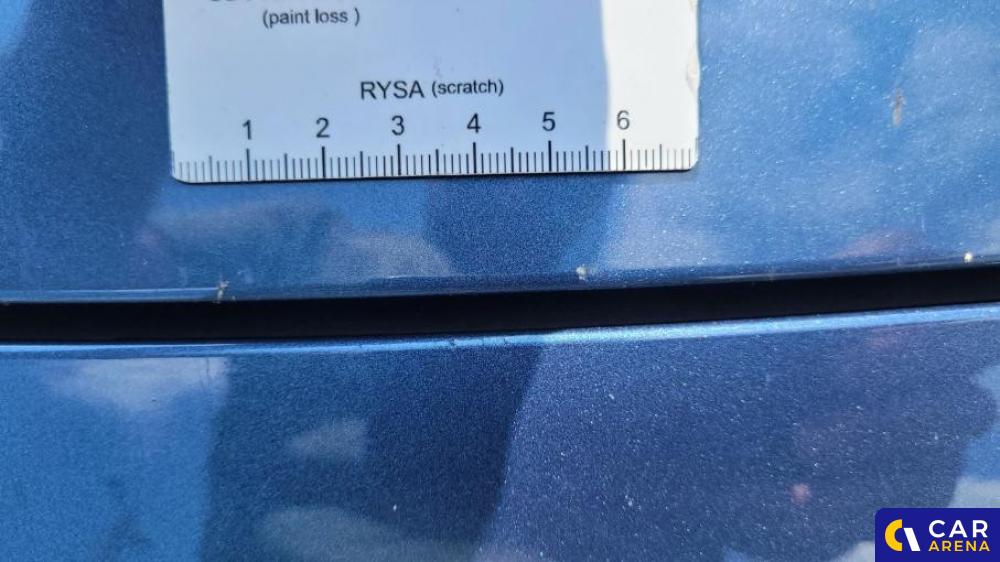 (paint loss )
RYSA (scratch)
1 2 3 4 5 6
CAR
ARENA